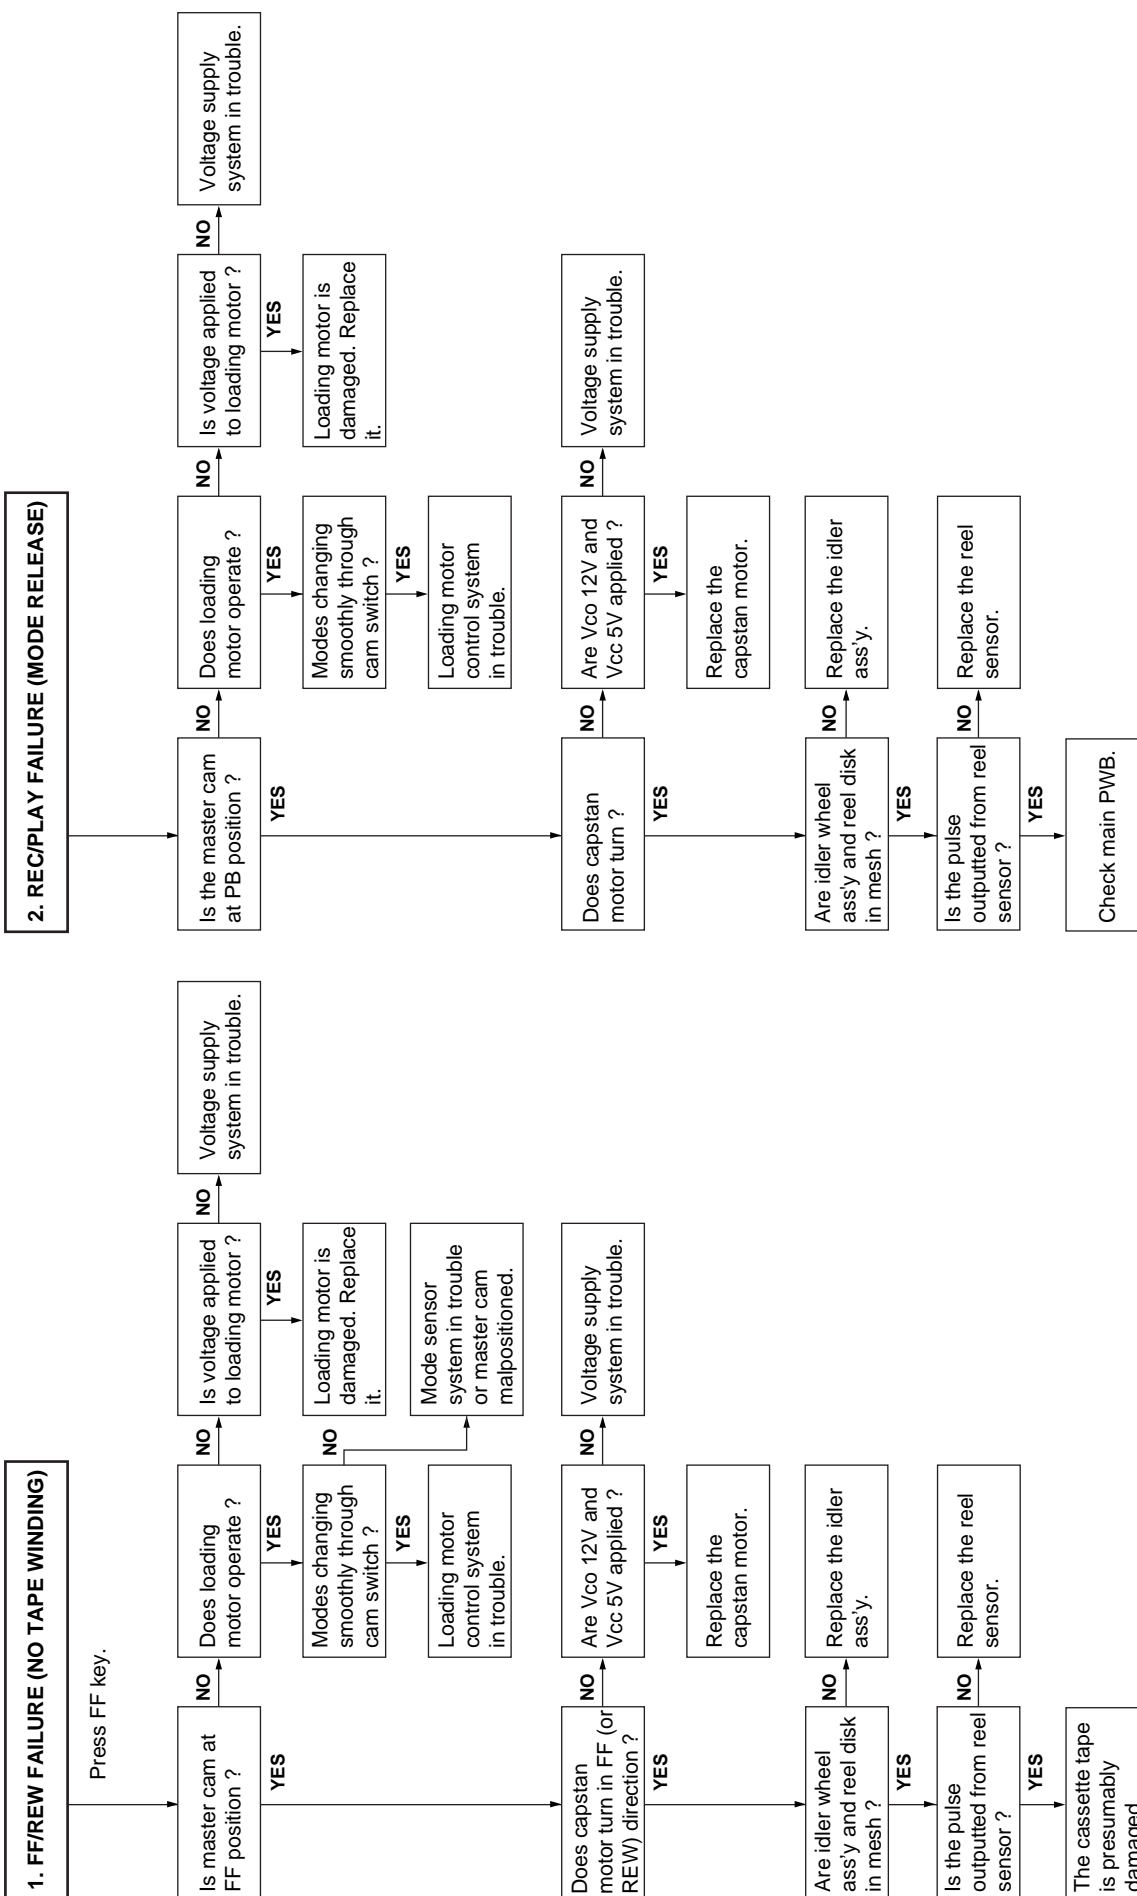 1. FF/REW FAILURE (NO TAPE WINDING)
Press FF key.
Is master cam at
FF position ?
NO
Does loading
motor operate ?
NO
Is voltage applied
to loading motor ?
NO
Voltage supply
system in trouble.
YES
YES
YES
Modes changing
smoothly through
cam switch ?
NO
Loading motor is
damaged. Replace
it.
YES
Loading motor
control system
in trouble.
Mode sensor
system in trouble
or master cam
malpositioned.
Does capstan
motor turn in FF (or
REW) direction ?
NO
Are Vco 12V and
Vcc 5V applied ?
NO
Voltage supply
system in trouble.
YES
YES
Replace the
capstan motor.
Are idler wheel
ass'y and reel disk
in mesh ?
NO
Replace the idler
ass'y.
YES
Is the pulse
outputted from reel
sensor ?
NO
Replace the reel
sensor.
YES
The cassette tape
is presumably
damaged.
2. REC/PLAY FAILURE (MODE RELEASE)
Is the master cam
at PB position ?
NO
Does loading
motor operate ?
NO
Is voltage applied
to loading motor ?
NO
Voltage supply
system in trouble.
YES
YES
YES
Modes changing
smoothly through
cam switch ?
Loading motor is
damaged. Replace
it.
YES
Loading motor
control system
in trouble.
Does capstan
motor turn ?
NO
Are Vco 12V and
Vcc 5V applied ?
NO
Voltage supply
system in trouble.
YES
YES
Replace the
capstan motor.
Are idler wheel
ass'y and reel disk
in mesh ?
NO
Replace the idler
ass'y.
YES
Is the pulse
outputted from reel
sensor ?
NO
Replace the reel
sensor.
YES
Check main PWB.